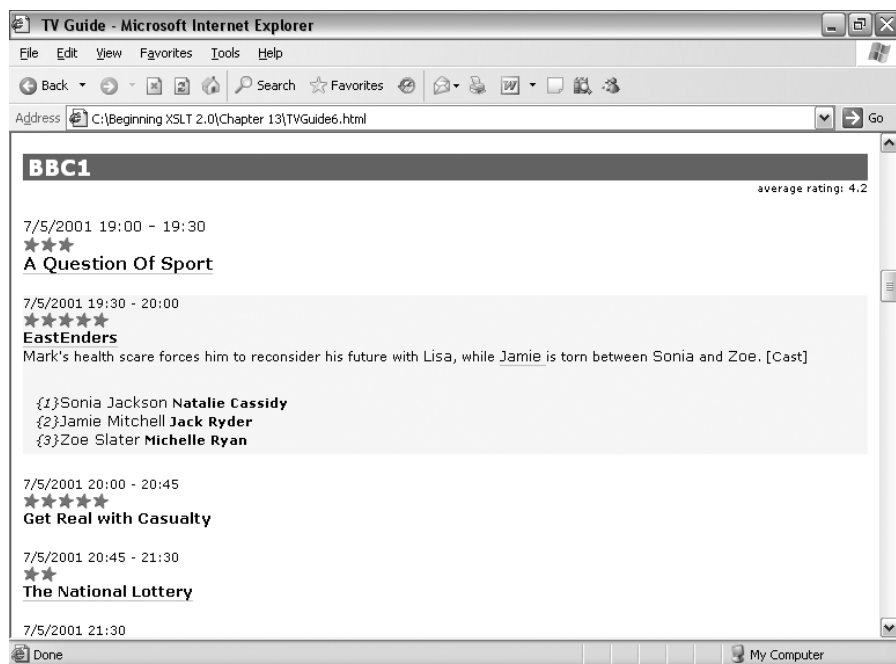 TV Guide - Microsoft Internet Explorer
File Edit View Favorites Tools Help
Back Search Favorites
Address C:\Beginning XSLT 2.0\Chapter 13\TVGuide6.html Go
BBC1
average rating: 4.2
7/5/2001 19:00 - 19:30
A Question Of Sport
7/5/2001 19:30 - 20:00
EastEnders
Mark's health scare forces him to reconsider his future with Lisa, while Jamie is torn between Sonia and Zoe. [Cast]
{1}Sonia Jackson Natalie Cassidy
{2}Jamie Mitchell Jack Ryder
{3}Zoe Slater Michelle Ryan
7/5/2001 20:00 - 20:45
Get Real with Casualty
7/5/2001 20:45 - 21:30
The National Lottery
7/5/2001 21:30
Done My Computer